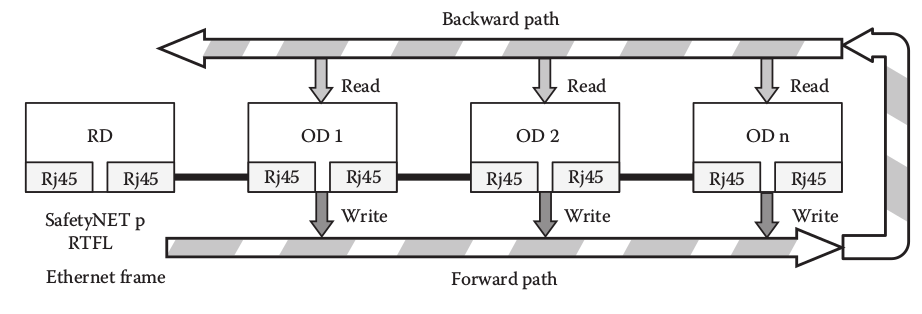 Backward path
Read
Read
Read
RD
OD 1
OD 2
OD n
Rj45
Rj45
Rj45
Rj45
Rj45
Rj45
Rj45
Rj45
SafetyNET p
RTFL
Write
Write
Write
Ethernet frame
Forward path